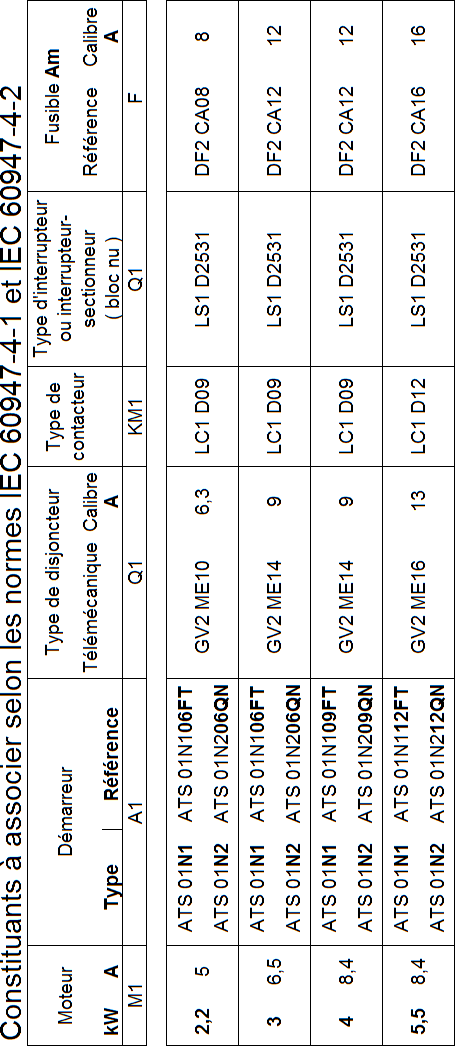 Constituants à associer selon les normes IEC 60947-4-1 et IEC 60947-4-2
Moteur Démarreur Type de disjoncteur Type de Type d'interrupteur Fusible Am
Télémécanique Calibre contacteur ou interrupteur- Référence Calibre
kW A Type Référence A sectionneur A
( bloc nu )
M1 A1 Q1 KM1 Q1 F
2,2 5 ATS 01N1 ATS 01N106FT GV2 ME10 6,3 LC1 D09 LS1 D2531 DF2 CA08 8
ATS 01N2 ATS 01N206QN
3 6,5 ATS 01N1 ATS 01N106FT GV2 ME14 9 LC1 D09 LS1 D2531 DF2 CA12 12
ATS 01N2 ATS 01N206QN
4 8,4 ATS 01N1 ATS 01N109FT GV2 ME14 9 LC1 D09 LS1 D2531 DF2 CA12 12
ATS 01N2 ATS 01N209QN
5,5 8,4 ATS 01N1 ATS 01N112FT GV2 ME16 13 LC1 D12 LS1 D2531 DF2 CA16 16
ATS 01N2 ATS 01N212QN